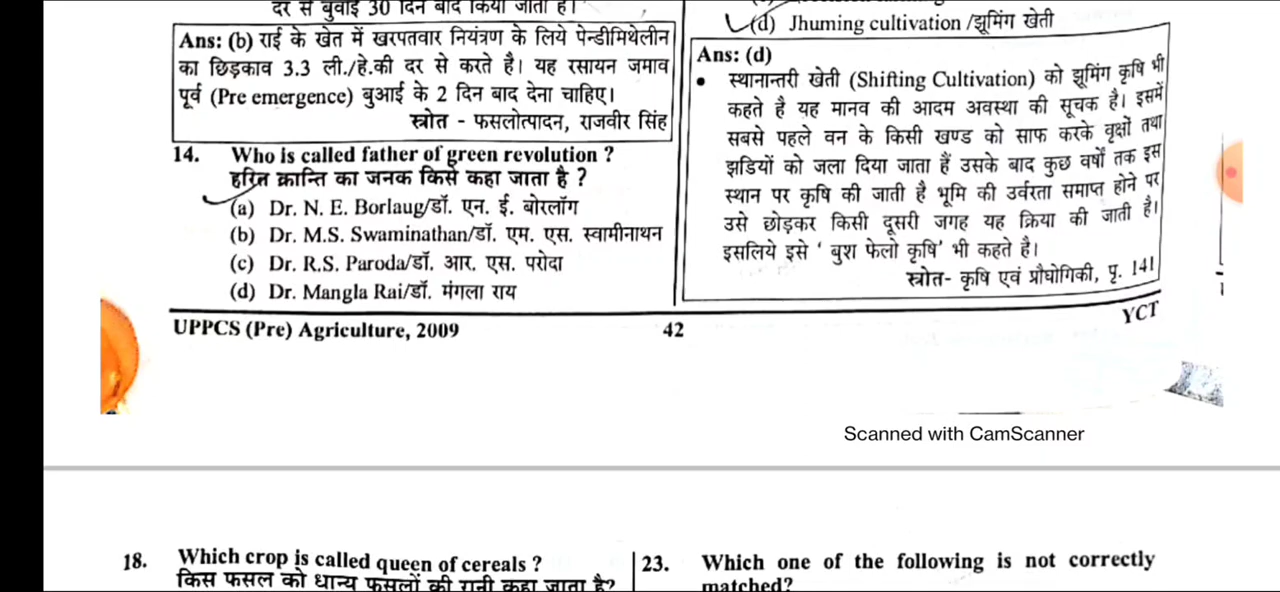 दर से बुवाई 30 दिन बाद किया जाता है।
Ans: (b) राई के खेत में खरपतवार नियंत्रण के लिये पेन्डीमिथेलीन
का छिड़काव 3.3 ली./हे.की दर से करते है। यह रसायन जमाव
पूर्व (Pre emergence) बुआई के 2 दिन बाद देना चाहिए।
स्त्रोत - फसलोत्पादन, राजवीर सिंह
14. Who is called father of green revolution ?
हरित क्रान्ति का जनक किसे कहा जाता है ?
(a) Dr. N. E. Borlaug/डॉ. एन. ई. बोरलॉग
(b) Dr. M.S. Swaminathan/डॉ. एम. एस. स्वामीनाथन
(c) Dr. R.S. Paroda/डॉ. आर. एस. परोदा
(d) Dr. Mangla Rai/डॉ. मंगला राय
(d) Jhuming cultivation /झूमिंग खेती
Ans: (d)
• स्थानान्तरी खेती (Shifting Cultivation) को झूमिंग कृषि भी
कहते है यह मानव की आदम अवस्था की सूचक है। इसमें
सबसे पहले वन के किसी खण्ड को साफ करके वृक्षों तथा
झडियों को जला दिया जाता हैं उसके बाद कुछ वर्षो तक इस
स्थान पर कृषि की जाती है भूमि की उर्वरता समाप्त होने पर
उसे छोड़कर किसी दूसरी जगह यह क्रिया की जाती है।
इसलिये इसे ‘ बुश फेलो कृषि’ भी कहते है।
स्त्रोत- कृषि एवं प्रौघोगिकी, पृ. 141
UPPCS (Pre) Agriculture, 2009 42 YCT
Scanned with CamScanner
18. Which crop is called queen of cereals ?
किस फसल को धान्य फसलों की रानी कहा जाता है?
23. Which one of the following is not correctly
matched?